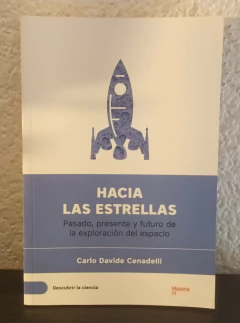 HACIA
LAS ESTRELLAS
Pasado, presente y futuro de
la exploración del espacio
Carlo Davide Cenadelli
Descubrir la ciencia
Materia